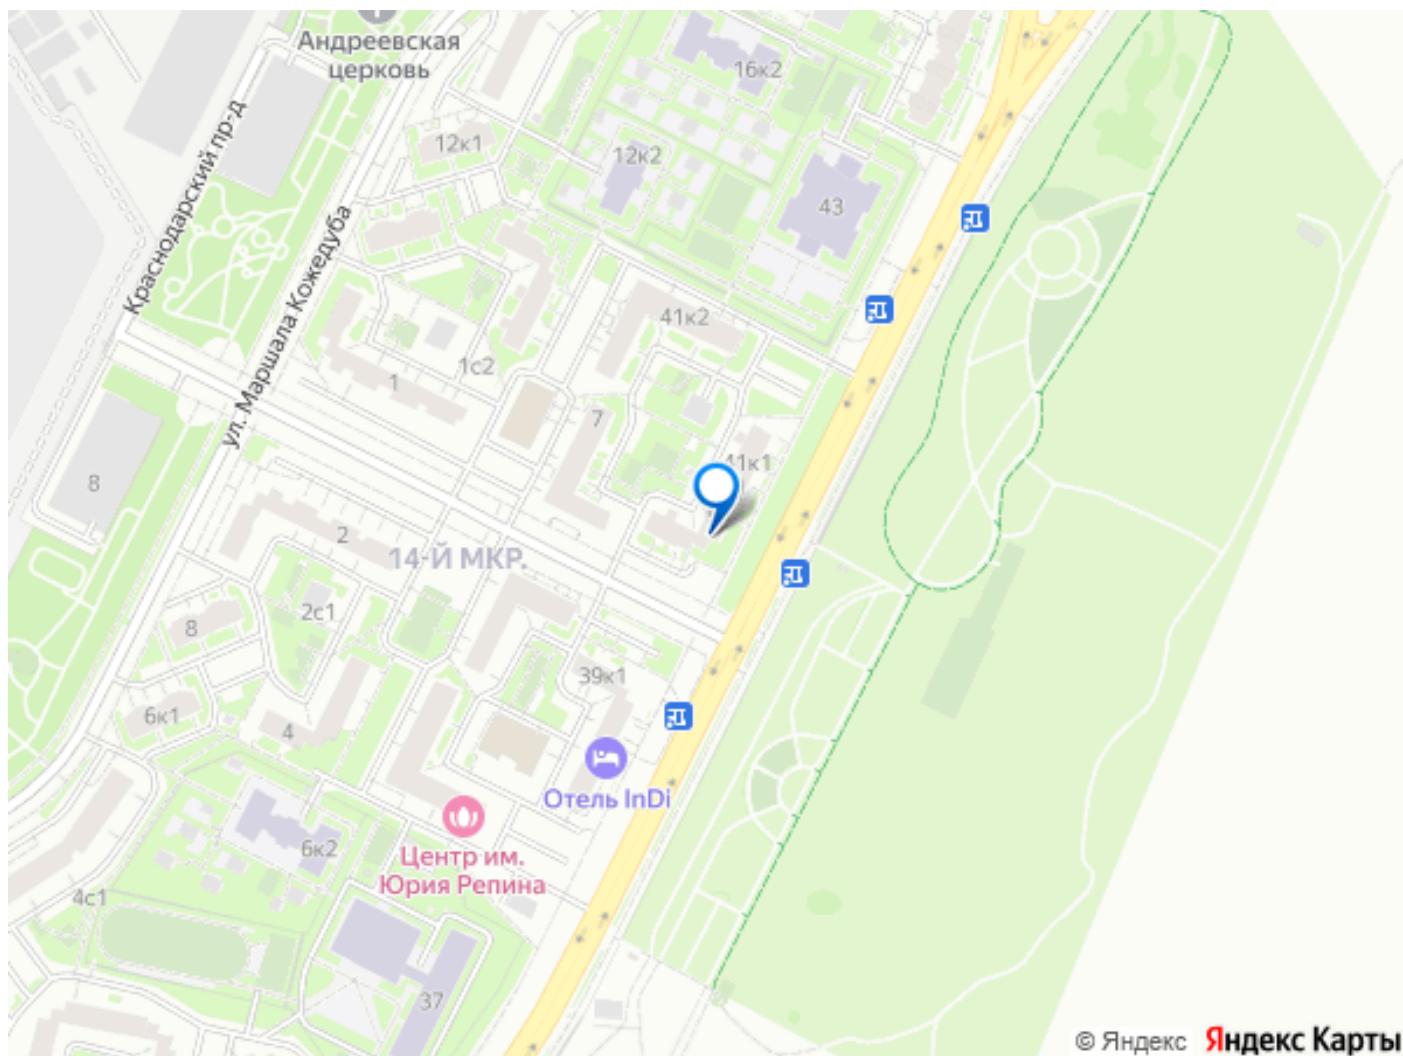 Андреевская
церковь
16к2
Краснодарский пр-д
12к1
12к2
43
ул. Маршала Кожедуба
41к2
1с2
1
7
41к1
8
2
14-Й МКР.
2с1
8
39к1
6к1
4
Отель InDi
6к2
Центр им.
Юрия Репина
4с1
37
© Яндекс Яндекс Карты